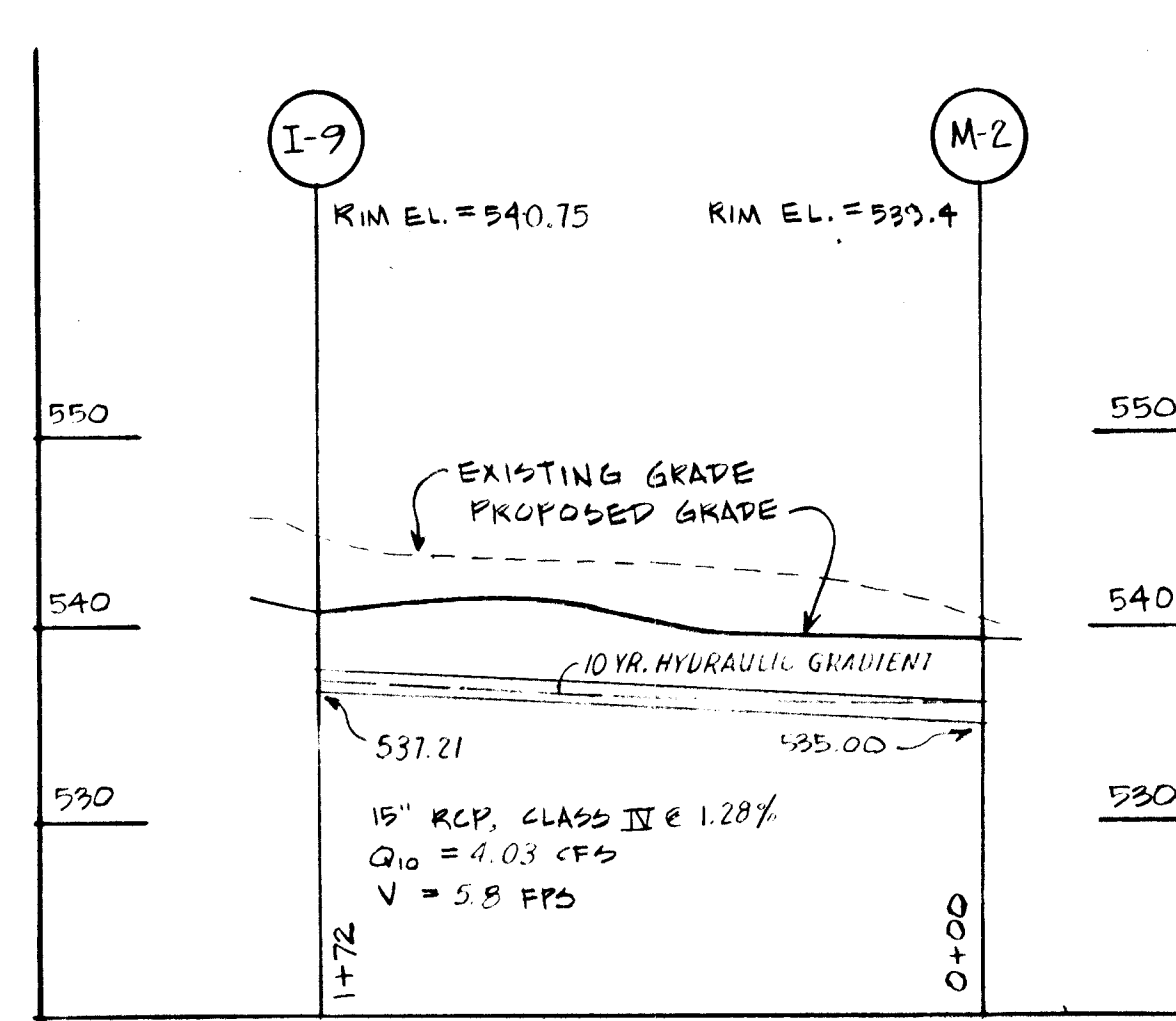 I-9
M-2
RIM EL. = 540.75
RIM EL. = 539.4
550
550
EXISTING GRADE
PROPOSED GRADE
540
540
10 YR. HYDRAULIC GRADIENT
537.21
535.00
530
530
15" RCP, CLASS IV @ 1.28%
Q10 = 4.03 CFS
V = 5.8 FPS
1+72
0+00